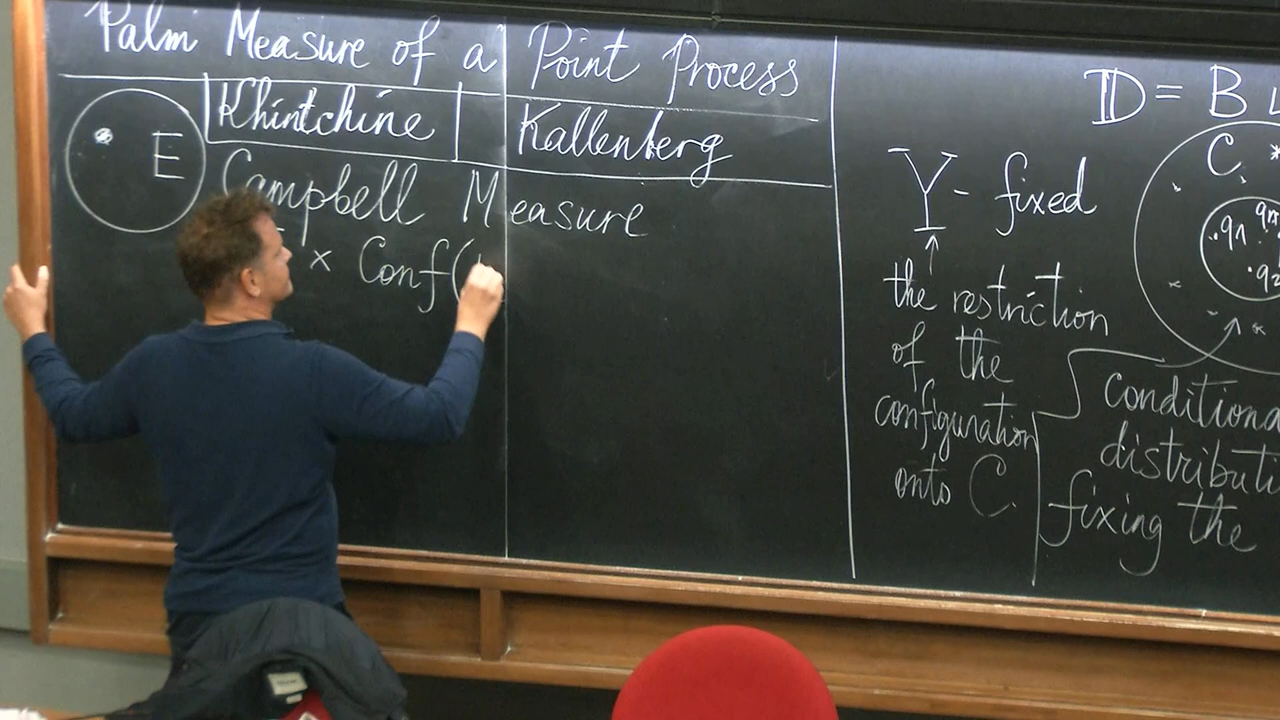 Palm Measure of a Point Process
Khintchine Kallenberg
E
Campbell Measure
× Conf(
D = B
C
Y - fixed
the restriction
of the
configuration
onto C.
conditiona
distributi
fixing the